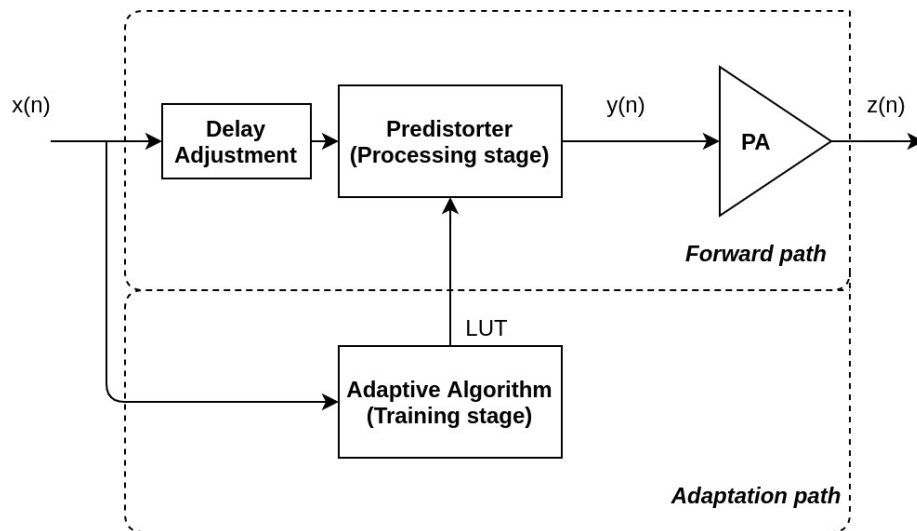 x(n)
Delay
Adjustment
Predistorter
(Processing stage)
y(n)
PA
z(n)
Forward path
LUT
Adaptive Algorithm
(Training stage)
Adaptation path